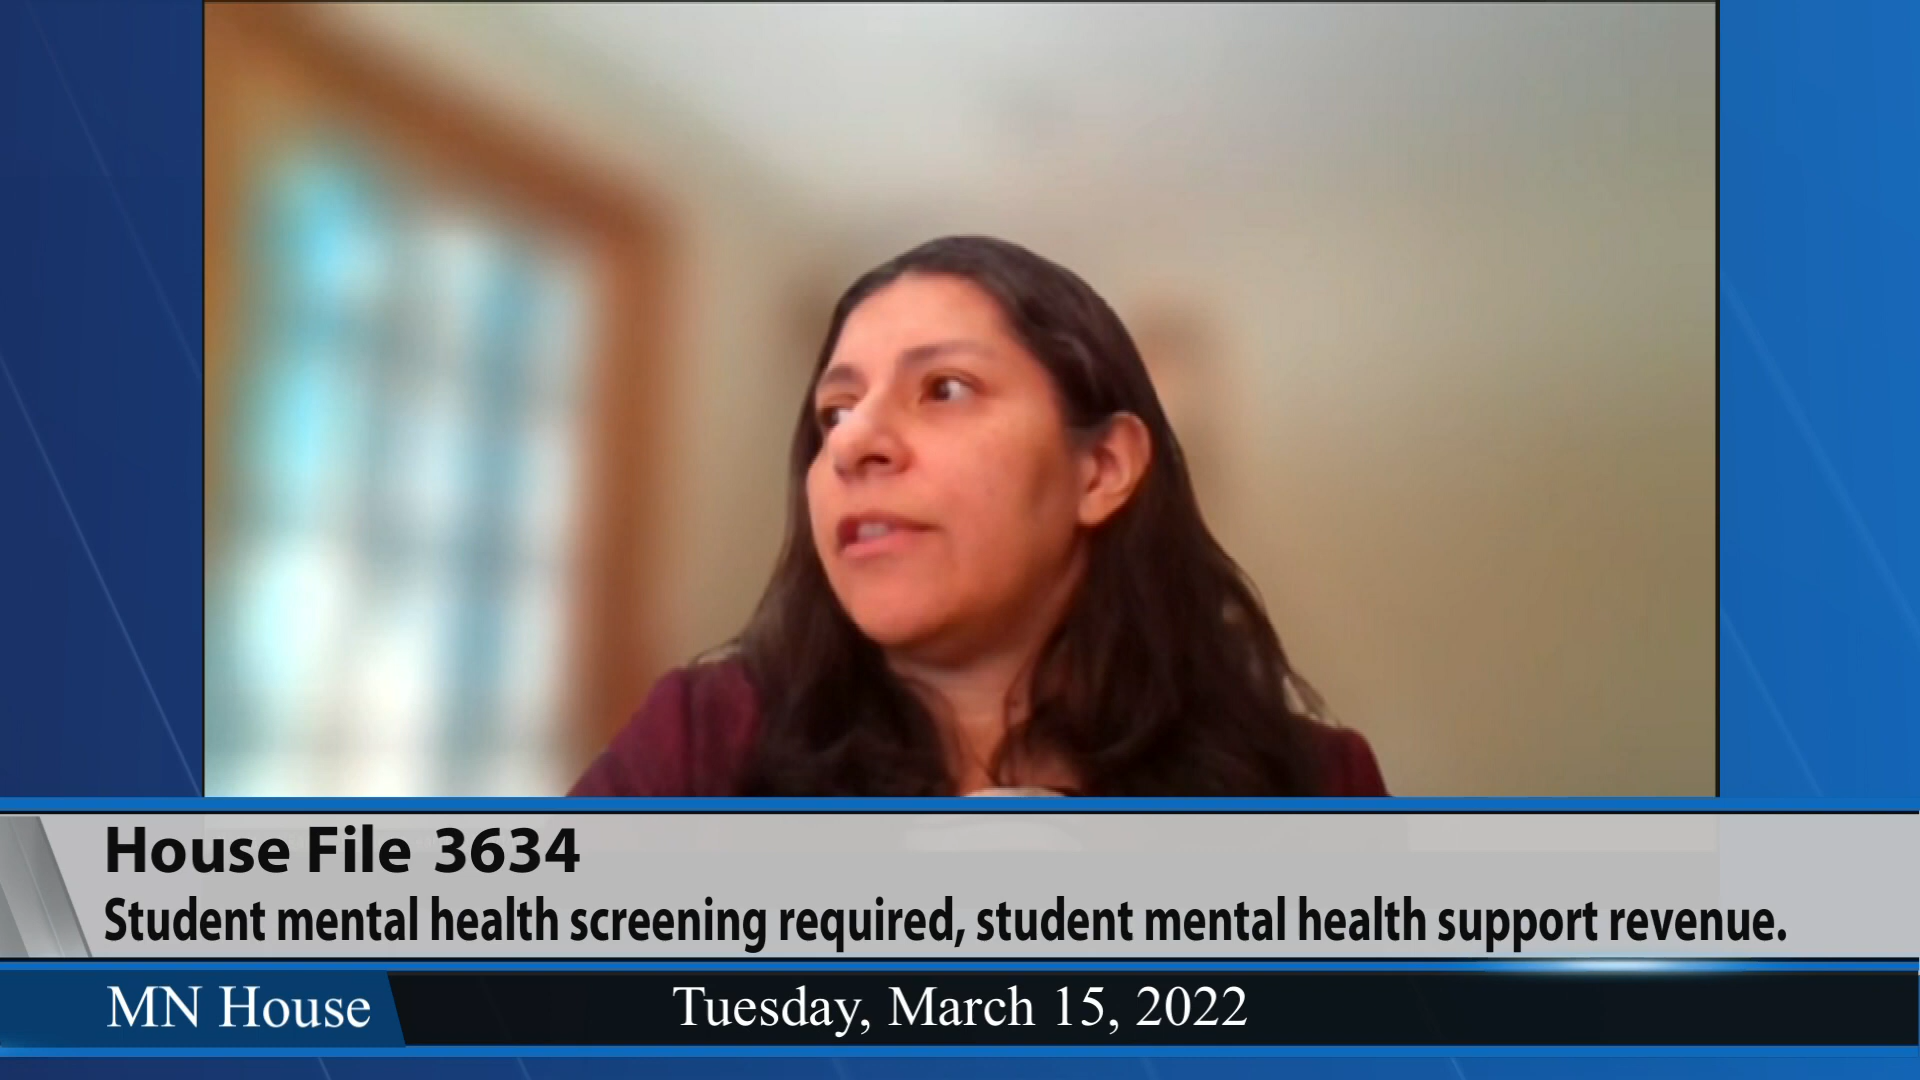 House File 3634
Student mental health screening required, student mental health support revenue.
MN House
Tuesday, March 15, 2022